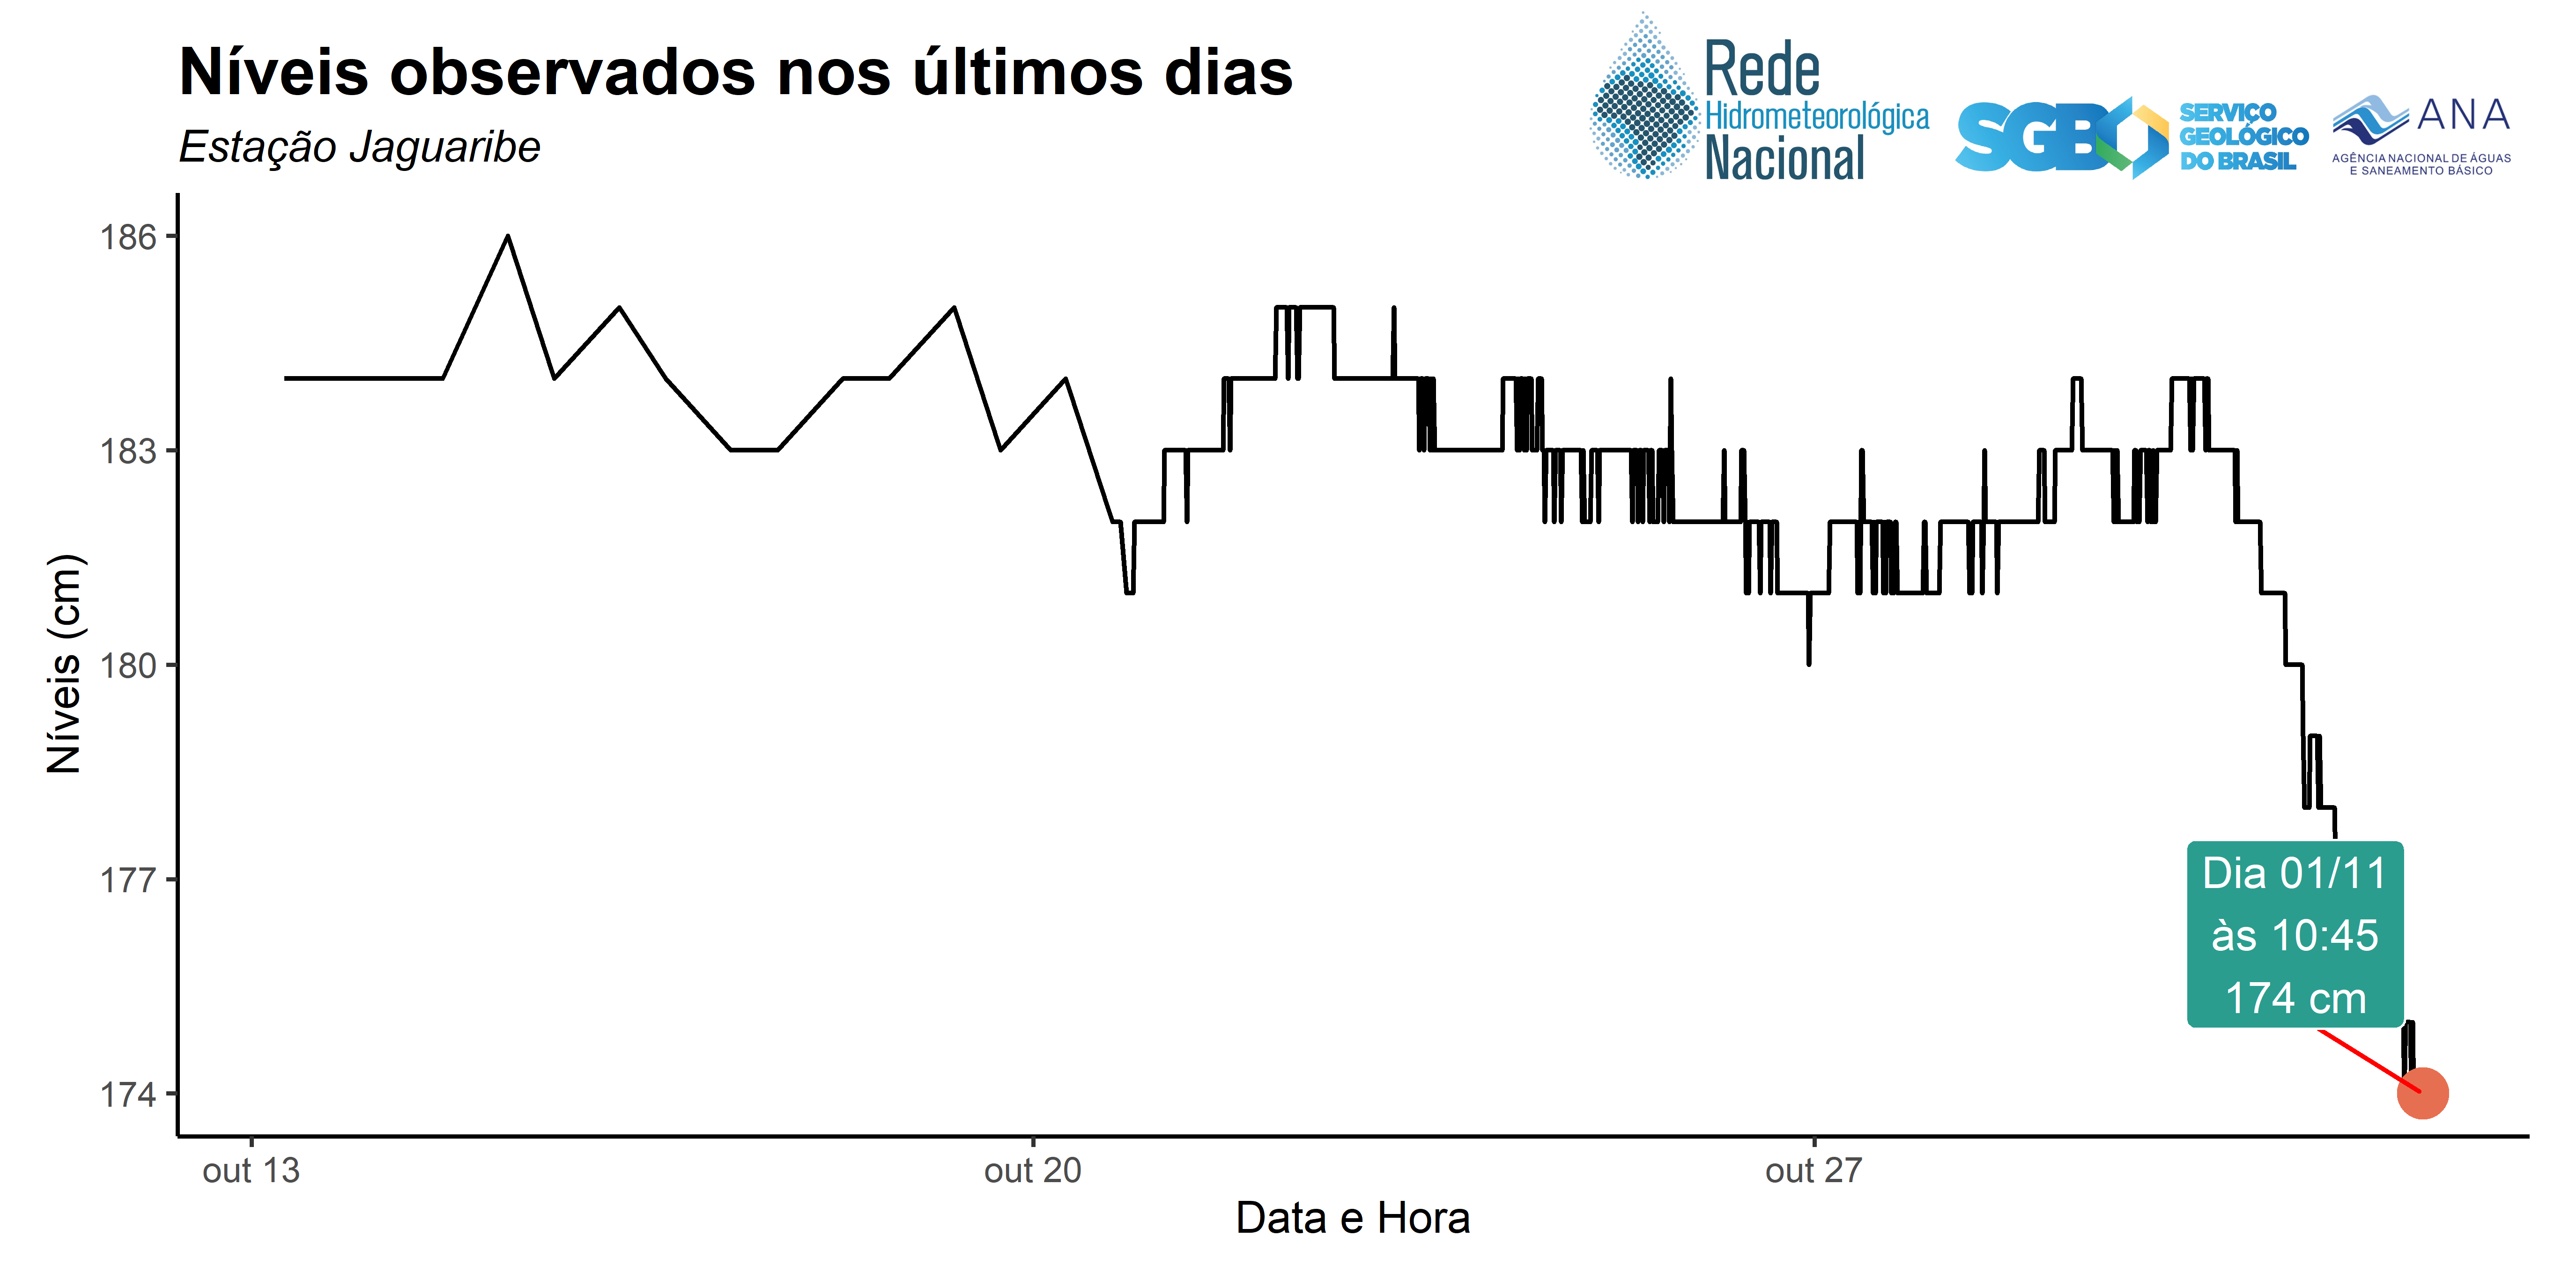 Níveis observados nos últimos dias
Estação Jaguaribe
Rede
Hidrometeorológica
Nacional
SGB
SERVIÇO
GEOLÓGICO
DO BRASIL
ANA
AGÊNCIA NACIONAL DE ÁGUAS
E SANEAMENTO BÁSICO
Níveis (cm)
186
183
180
177
174
Dia 01/11
às 10:45
174 cm
out 13
out 20
out 27
Data e Hora